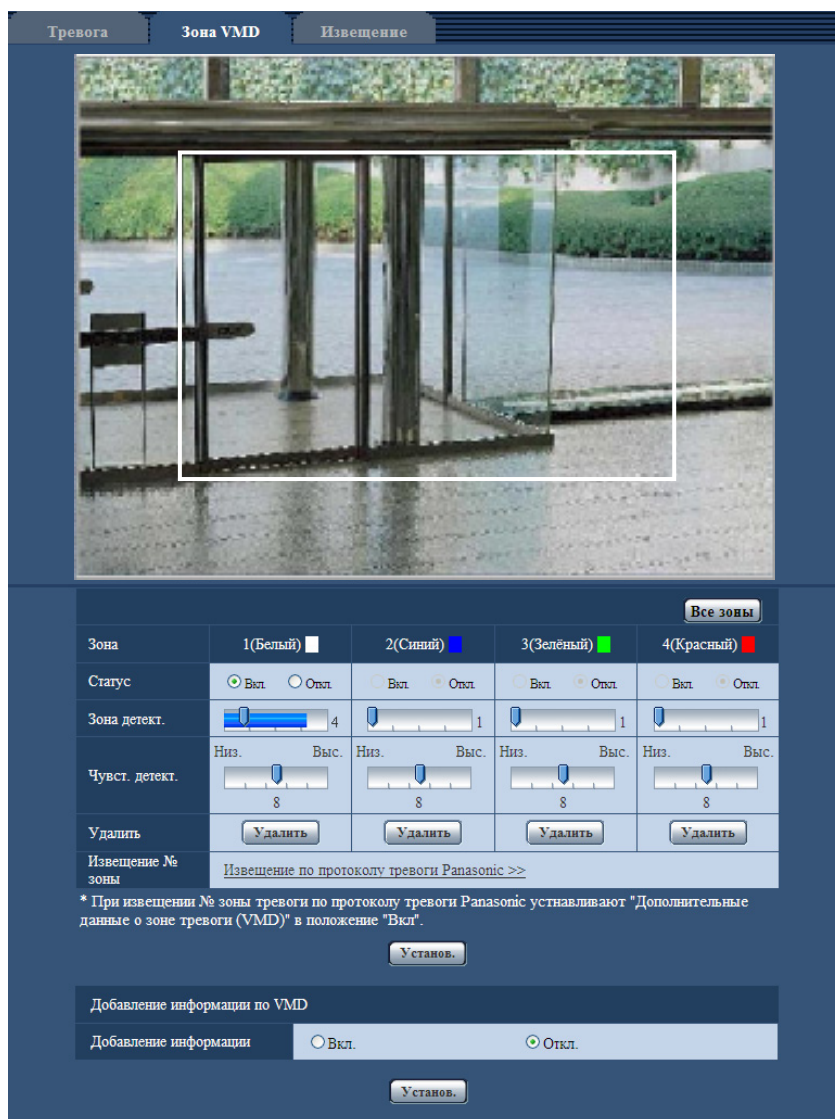 Тревога Зона VMD Извещение
Все зоны
Зона 1(Белый) 2(Синий) 3(Зелёный) 4(Красный)
Статус Вкл. Откл. Вкл. Откл. Вкл. Откл. Вкл. Откл.
Зона детект. 4 1 1 1
Низ. Выс. Низ. Выс. Низ. Выс. Низ. Выс.
Чувст. детект.
8 8 8 8
Удалить Удалить Удалить Удалить Удалить
Извещение №
зоны
Извещение по протоколу тревоги Panasonic >>
* При извещении № зоны тревоги по протоколу тревоги Panasonic устнавливают "Дополнительные
данные о зоне тревоги (VMD)" в положение "Вкл".
Установ.
Добавление информации по VMD
Добавление информации Вкл. Откл.
Установ.